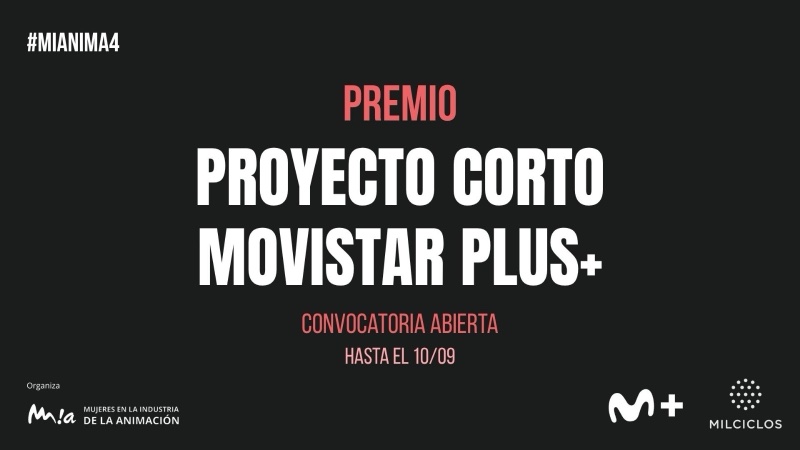 #MIANIMA4
PREMIO
PROYECTO CORTO
MOVISTAR PLUS+
CONVOCATORIA ABIERTA
HASTA EL 10/09
Organiza
M!a
MUJERES EN LA INDUSTRIA
DE LA ANIMACIÓN
M+
MILCICLOS